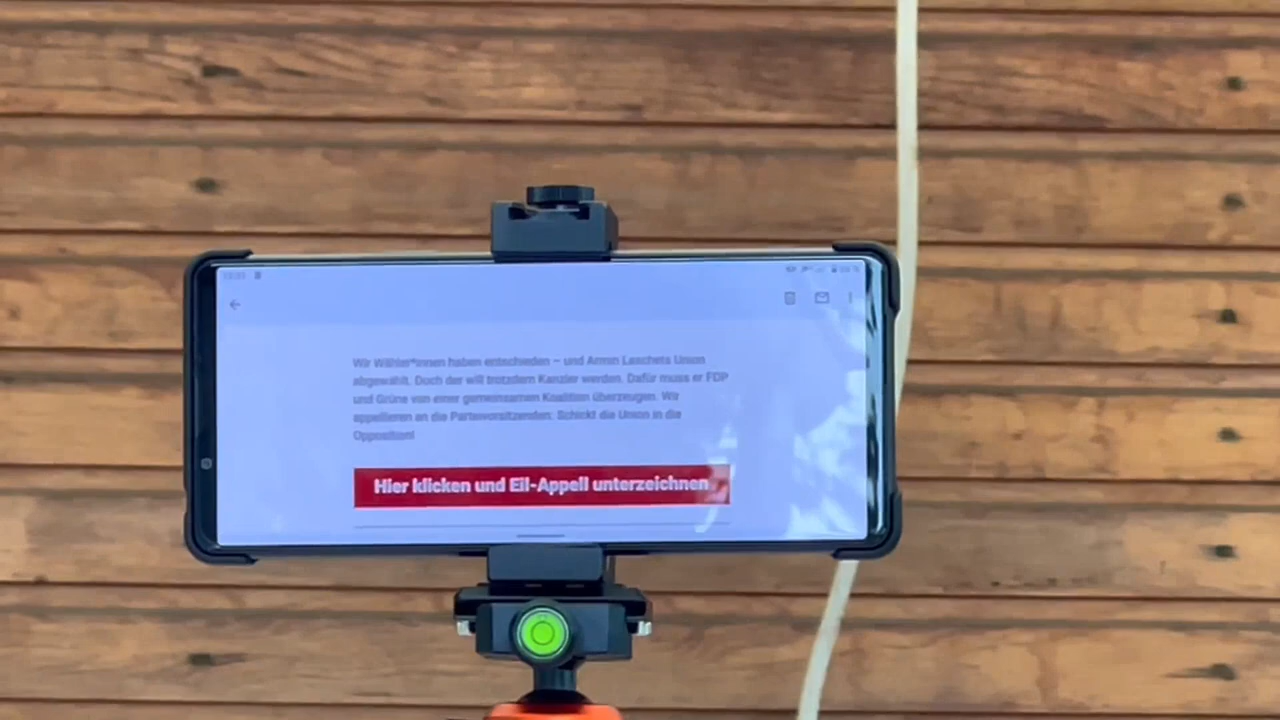 Wir Wähler*innen haben entschieden – und Armin Laschets Union
abgewählt. Doch der will trotzdem Kanzler werden. Dafür muss er FDP
und Grüne von einer gemeinsamen Koalition überzeugen. Wir
appellieren an die Parteivorsitzenden: Schickt die Union in die
Opposition!
Hier klicken und Eil-Appell unterzeichnen